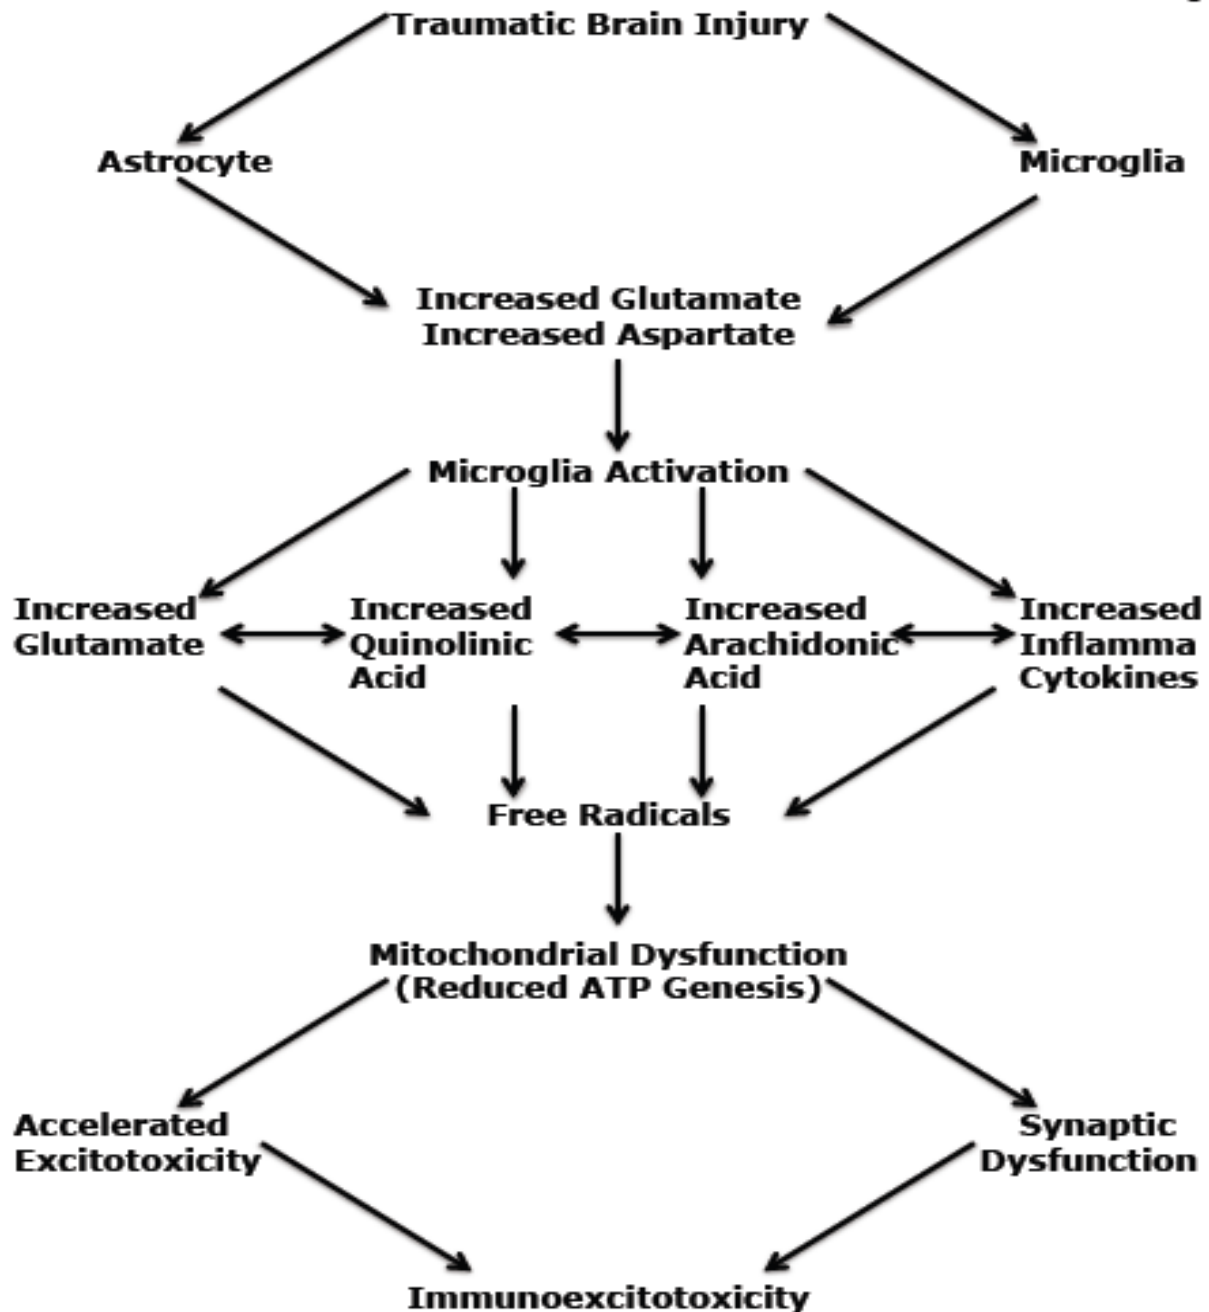 Traumatic Brain Injury
Astrocyte
Microglia
Increased Glutamate
Increased Aspartate
Microglia Activation
Increased
Glutamate
Increased
Quinolinic
Acid
Increased
Arachidonic
Acid
Increased
Inflamma
Cytokines
Free Radicals
Mitochondrial Dysfunction
(Reduced ATP Genesis)
Accelerated
Excitotoxicity
Synaptic
Dysfunction
Immunoexcitotoxicity